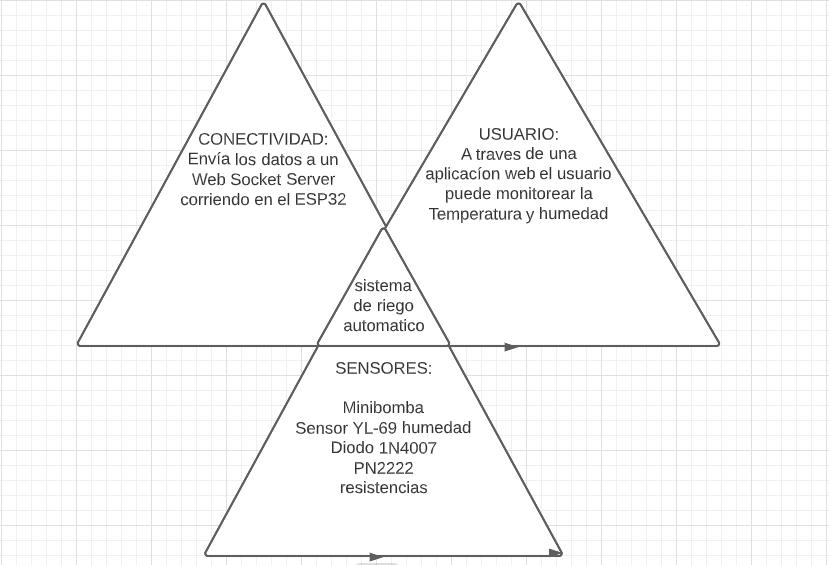 CONECTIVIDAD:
Envía los datos a un
Web Socket Server
corriendo en el ESP32
USUARIO:
A traves de una
aplicacíon web el usuario
puede monitorear la
Temperatura y humedad
sistema
de riego
automatico
SENSORES:
Minibomba
Sensor YL-69 humedad
Diodo 1N4007
PN2222
resistencias